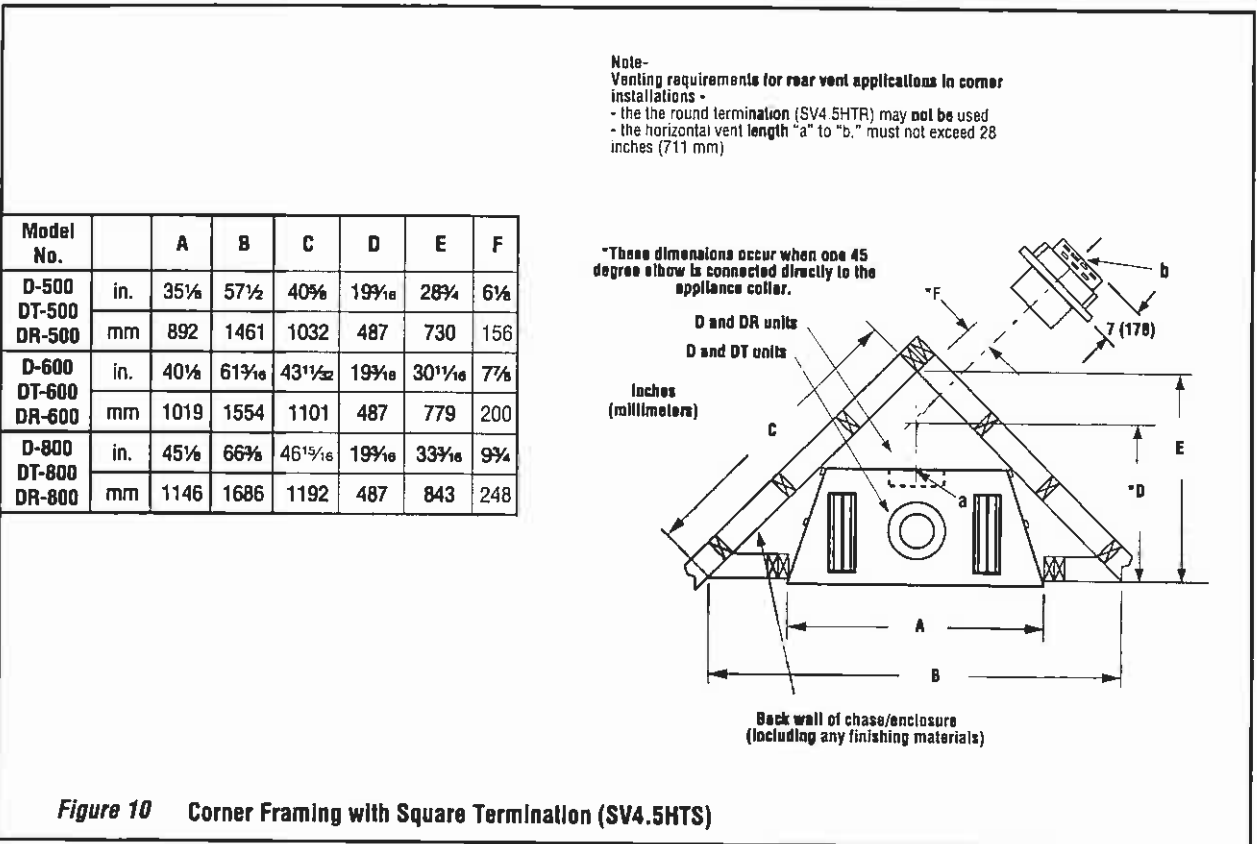 Note-
Venting requirements for rear vent applications in corner
installations -
- the the round termination (SV4.5HTR) may not be used
- the horizontal vent length "a" to "b," must not exceed 28
inches (711 mm)
Model No. A B C D E F
D-500 DT-500 DR-500 in. 35⅛ 57½ 40⅝ 19³⁄₁₆ 28¾ 6⅛
mm 892 1461 1032 487 730 156
D-600 DT-600 DR-600 in. 40⅛ 61³⁄₁₆ 43¹¹⁄₃₂ 19³⁄₁₆ 30¹¹⁄₁₆ 7⅞
mm 1019 1554 1101 487 779 200
D-800 DT-800 DR-800 in. 45⅛ 66⅜ 46¹⁵⁄₁₆ 19³⁄₁₆ 33³⁄₁₆ 9¾
mm 1146 1686 1192 487 843 248
*These dimensions occur when one 45
degree elbow is connected directly to the
appliance collar.
D and DR units
D and DT units
Inches
(millimeters)
*F
b
7 (178)
C
E
*D
a
A
B
Back wall of chase/enclosure
(including any finishing materials)
Figure 10 Corner Framing with Square Termination (SV4.5HTS)